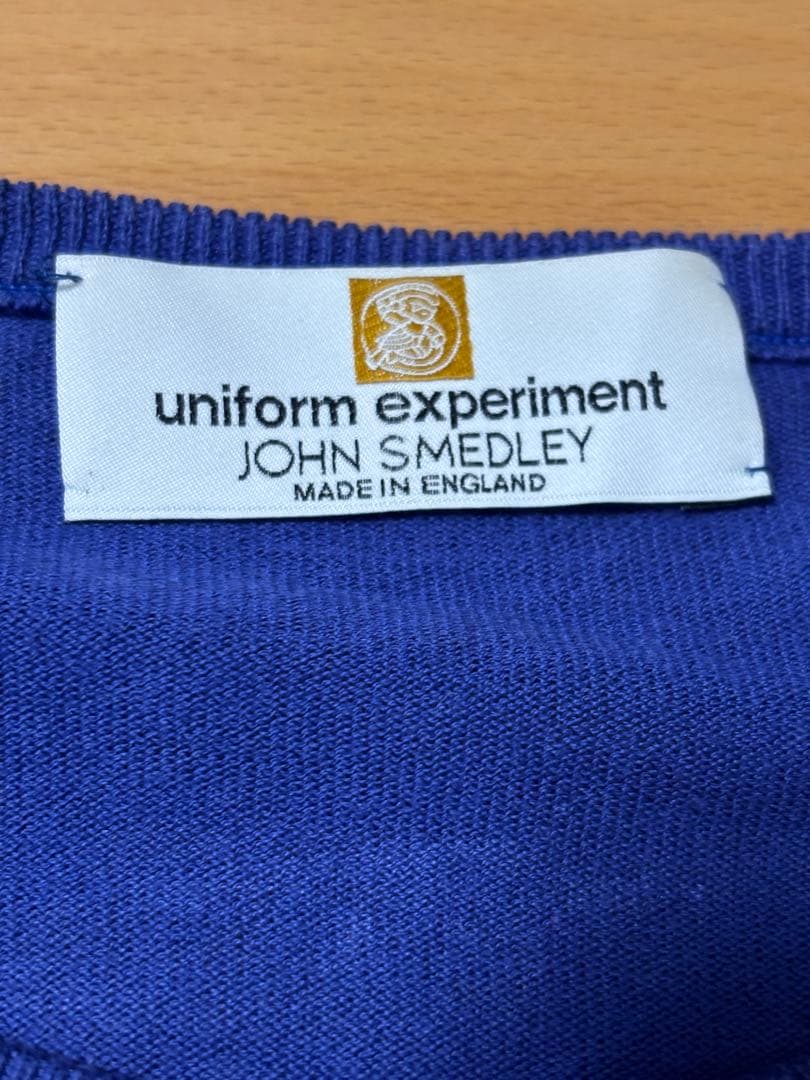 uniform experiment
JOHN SMEDLEY
MADE IN ENGLAND